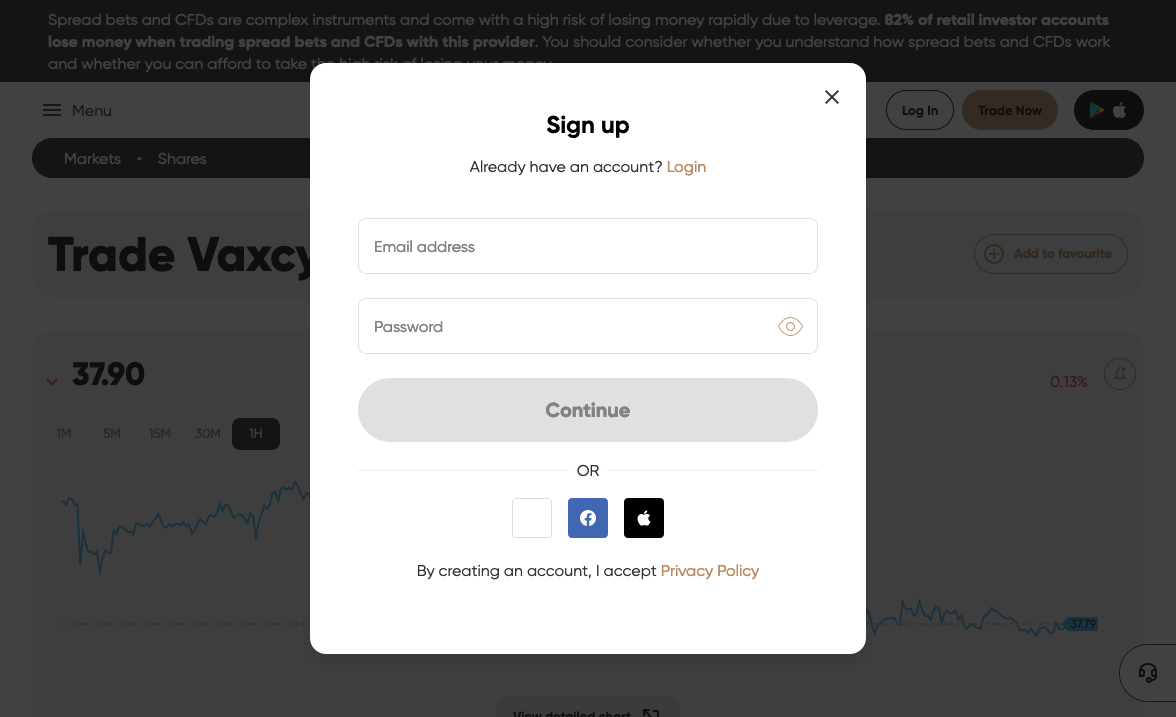 Spread bets and CFDs are complex instruments and come with a high risk of losing money rapidly due to leverage. 82% of retail investor accounts
lose money when trading spread bets and CFDs with this provider. You should consider whether you understand how spread bets and CFDs work
and whether you can afford to take the high risk of losing your money.
Menu
Log In
Trade Now
Markets • Shares
Trade Vaxcy
Add to favourite
37.90
0.13%
1M
5M
15M
30M
1H
37.79
View detailed chart
Sign up
Already have an account? Login
Email address
Password
Continue
OR
By creating an account, I accept Privacy Policy